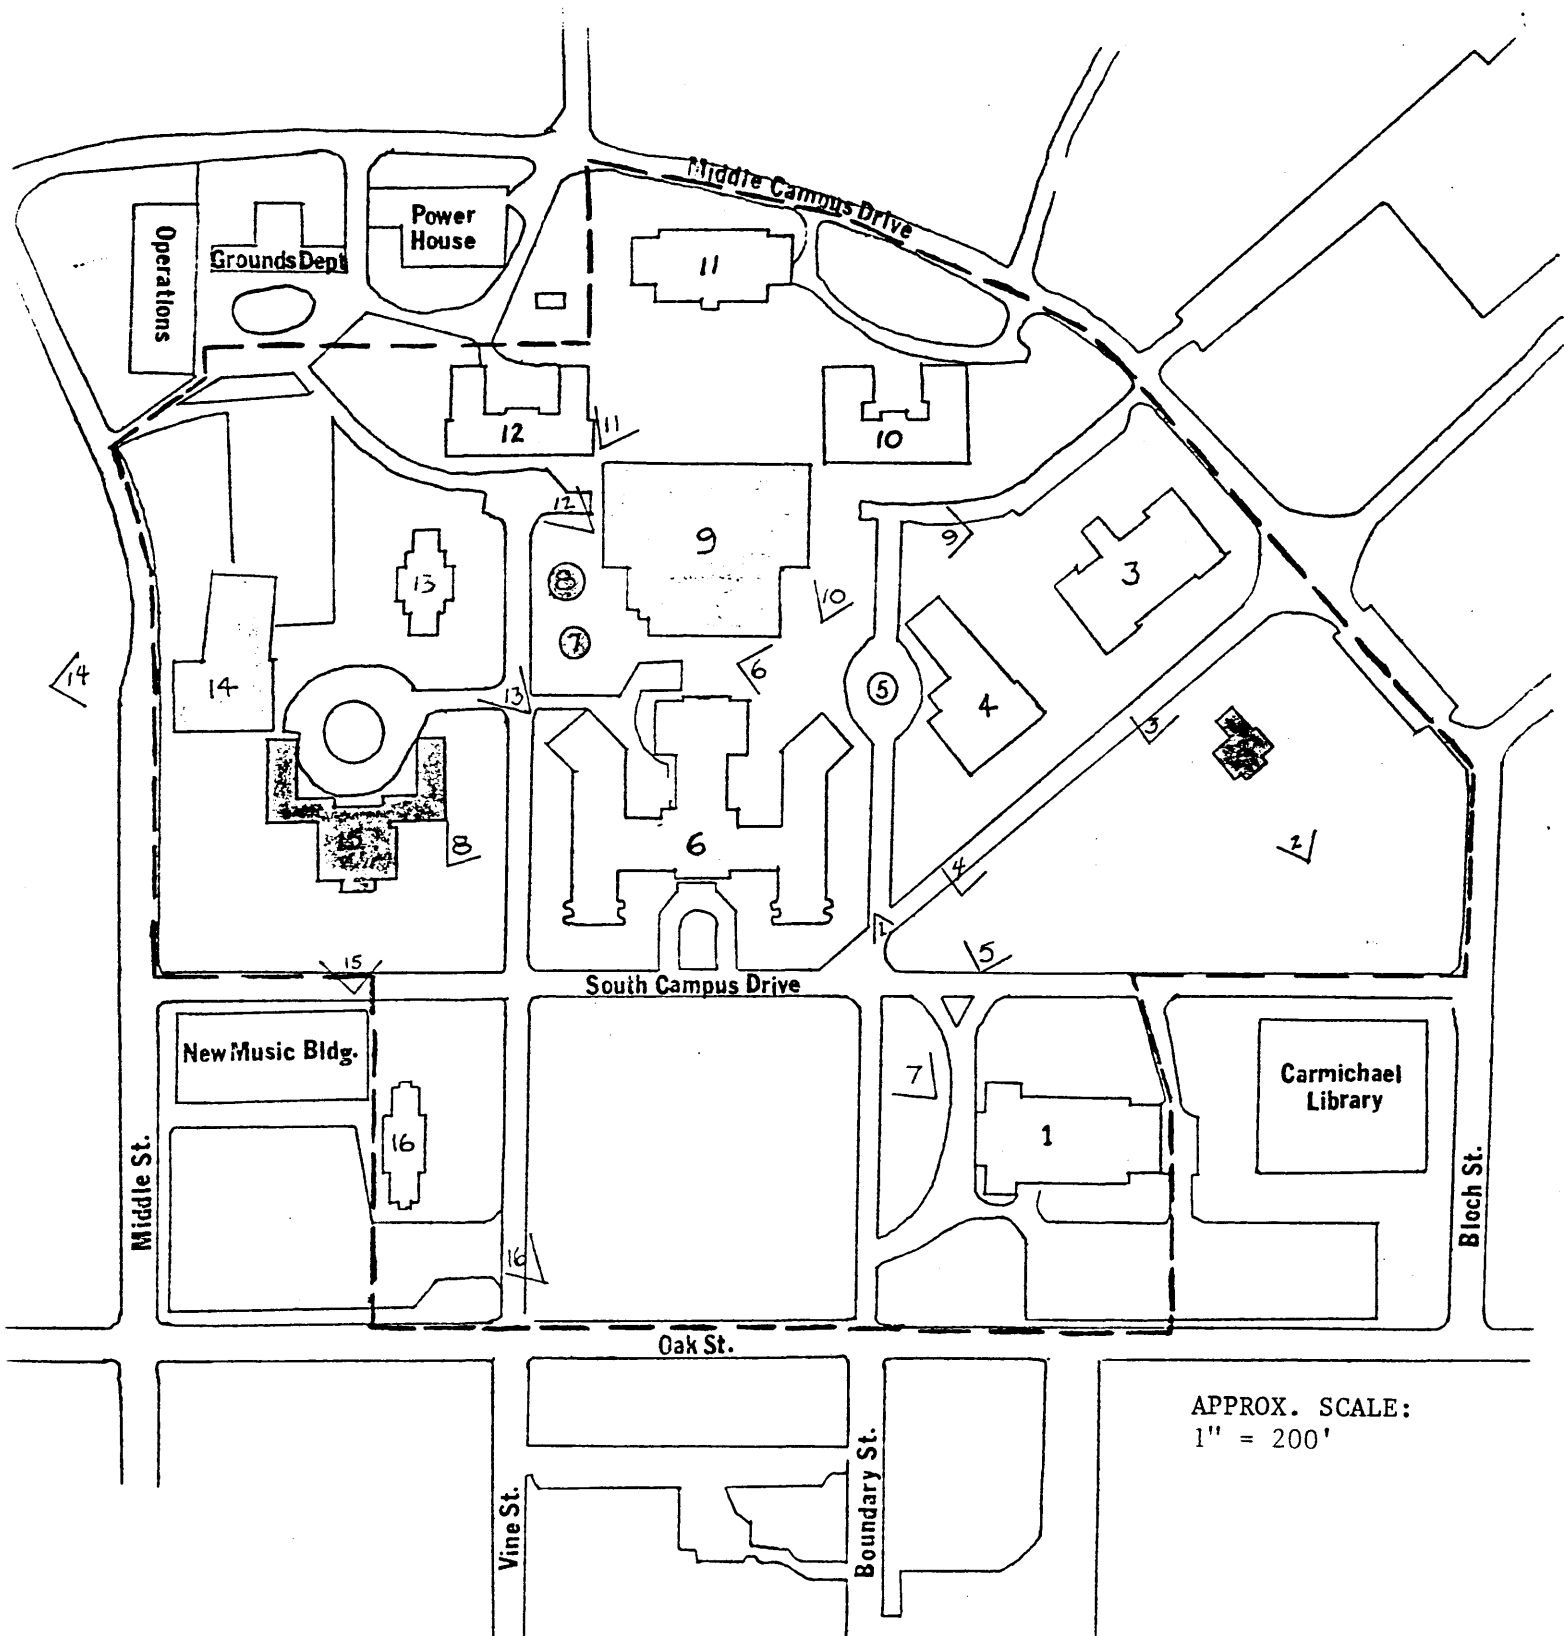 Middle Campus Drive
Power
House
Operations
Grounds Dept
11
12
11
10
12
9
9
3
8
13
10
7
14
6
14
13
5
4
3
15
8
6
2
4
1
15
5
South Campus Drive
New Music Bldg.
7
Carmichael
Library
16
1
Middle St.
Bloch St.
16
Oak St.
APPROX. SCALE:
1" = 200'
Vine St.
Boundary St.